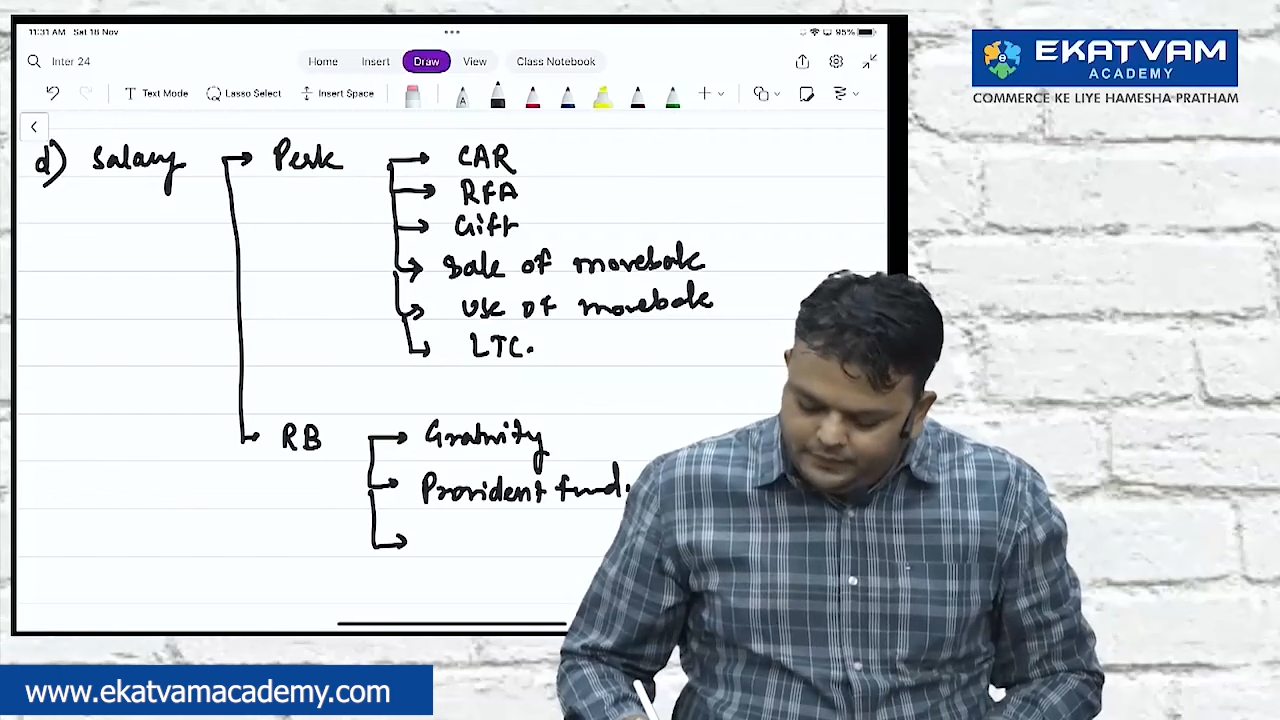 11:31 AM Sat 18 Nov
95%
Inter 24
Home Insert Draw View Class Notebook
Text Mode Lasso Select Insert Space
d) Salary → Perk → CAR
→ RFA
→ Gift
→ Sale of movebale
→ Use of movebale
→ LTC.
→ RB → Gratuity
→ Provident fund.
→
EKATVAM
ACADEMY
COMMERCE KE LIYE HAMESHA PRATHAM
www.ekatvamacademy.com